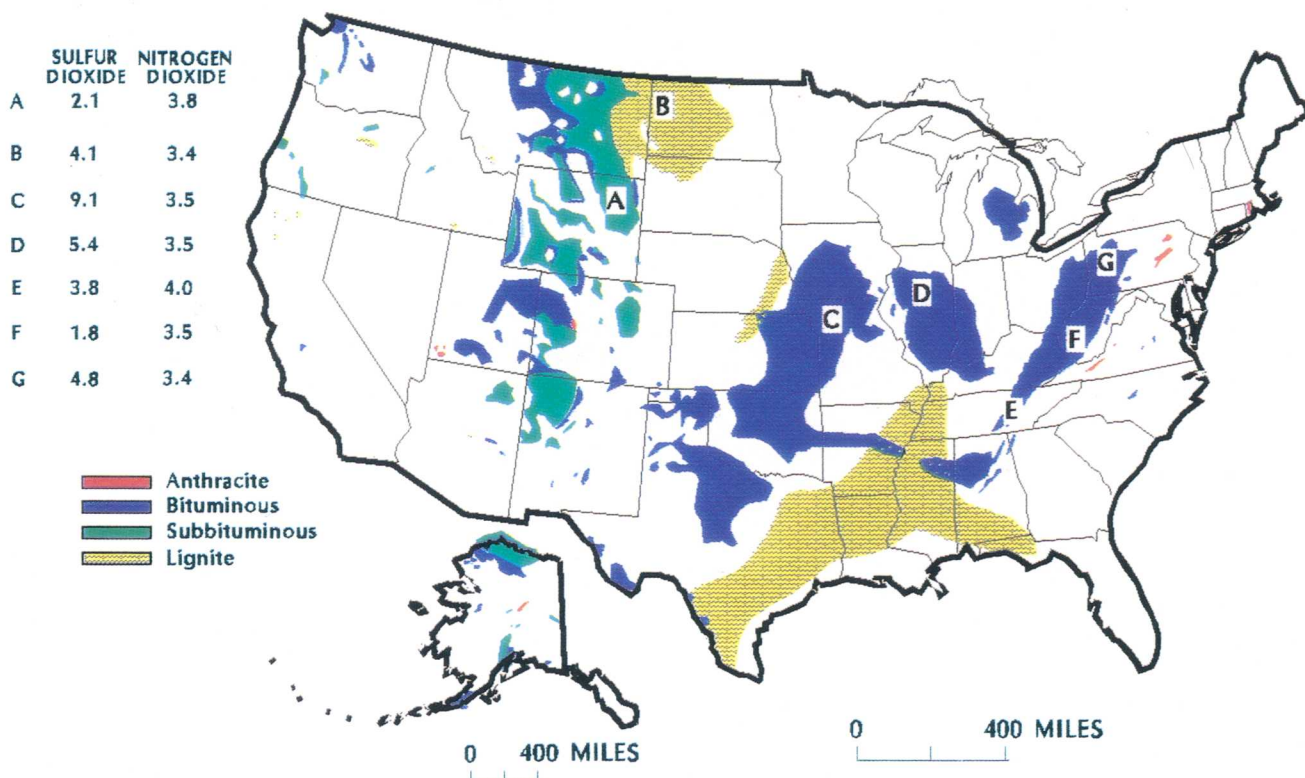 SULFUR NITROGEN
DIOXIDE DIOXIDE
A 2.1 3.8
B 4.1 3.4
C 9.1 3.5
D 5.4 3.5
E 3.8 4.0
F 1.8 3.5
G 4.8 3.4
B
A
G
D
C
F
E
Anthracite
Bituminous
Subbituminous
Lignite
0 400 MILES
0 400 MILES